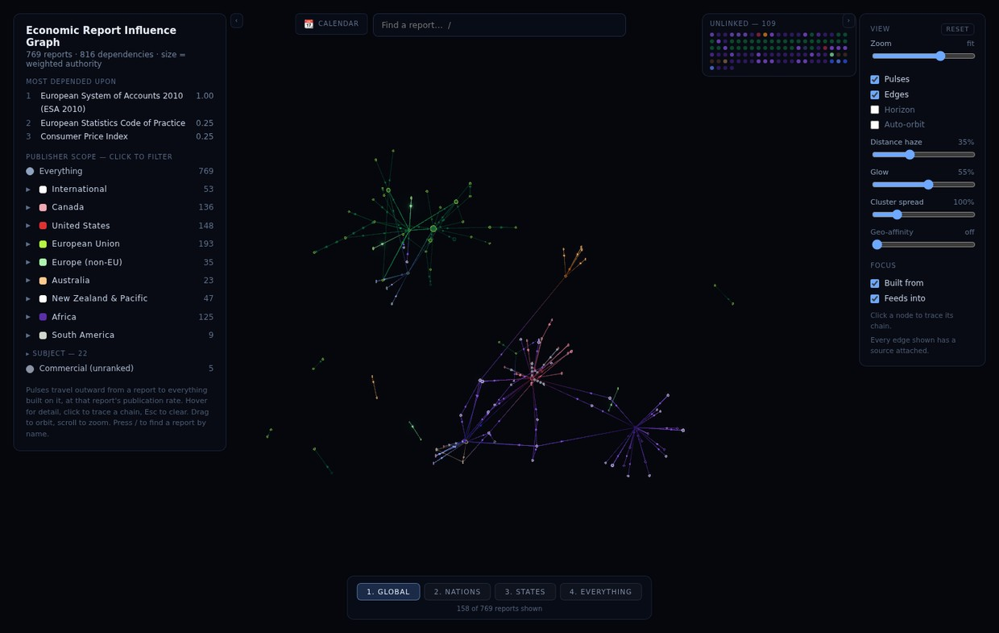 Economic Report Influence
Graph
769 reports · 816 dependencies · size =
weighted authority
MOST DEPENDED UPON
1 European System of Accounts 2010 1.00
(ESA 2010)
2 European Statistics Code of Practice 0.25
3 Consumer Price Index 0.25
PUBLISHER SCOPE — CLICK TO FILTER
Everything 769
▶ International 53
▶ Canada 136
▶ United States 148
▶ European Union 193
▶ Europe (non-EU) 35
▶ Australia 23
▶ New Zealand & Pacific 47
▶ Africa 125
▶ South America 9
▸ SUBJECT — 22
Commercial (unranked) 5
Pulses travel outward from a report to everything
built on it, at that report's publication rate. Hover
for detail, click to trace a chain, Esc to clear. Drag
to orbit, scroll to zoom. Press / to find a report by
name.
‹
CALENDAR
Find a report… /
UNLINKED — 109
›
VIEW RESET
Zoom fit
Pulses
Edges
Horizon
Auto-orbit
Distance haze 35%
Glow 55%
Cluster spread 100%
Geo-affinity off
FOCUS
Built from
Feeds into
Click a node to trace its
chain.
Every edge shown has a
source attached.
1. GLOBAL 2. NATIONS 3. STATES 4. EVERYTHING
158 of 769 reports shown